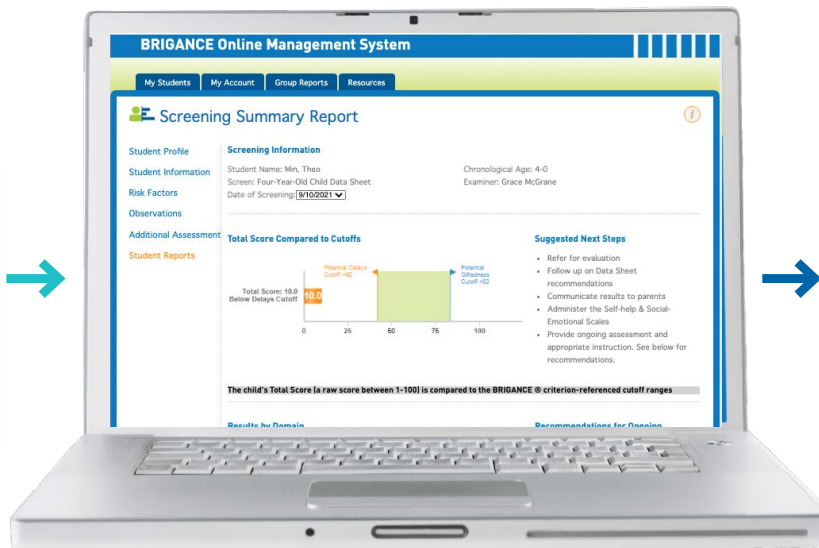 BRIGANCE Online Management System
My Students My Account Group Reports Resources
Screening Summary Report
i
Student Profile
Student Information
Risk Factors
Observations
Additional Assessment
Student Reports
Screening Information
Student Name: Min, Theo
Screen: Four-Year-Old Child Data Sheet
Date of Screening: 9/10/2021
Chronological Age: 4-0
Examiner: Grace McGrane
Total Score Compared to Cutoffs
Potential Delays
Cutoff <42
Potential
Giftedness
Cutoff >83
Total Score: 10.0
Below Delays Cutoff
10.0
0 25 50 75 100
Suggested Next Steps
• Refer for evaluation
• Follow up on Data Sheet
recommendations
• Communicate results to parents
• Administer the Self-help & Social-
Emotional Scales
• Provide ongoing assessment and
appropriate instruction. See below for
recommendations.
The child's Total Score (a raw score between 1-100) is compared to the BRIGANCE ® criterion-referenced cutoff ranges
Results by Domain
Recommendations for Ongoing